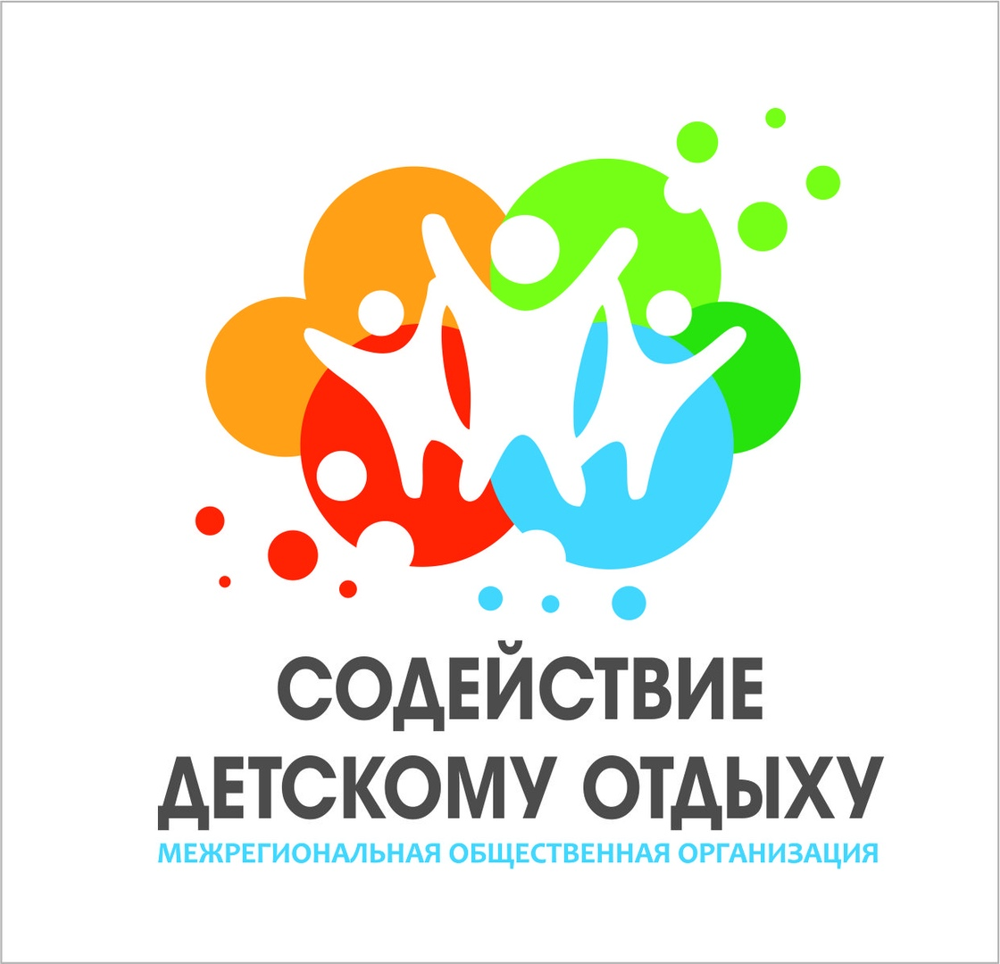 СОДЕЙСТВИЕ
ДЕТСКОМУ ОТДЫХУ
МЕЖРЕГИОНАЛЬНАЯ ОБЩЕСТВЕННАЯ ОРГАНИЗАЦИЯ